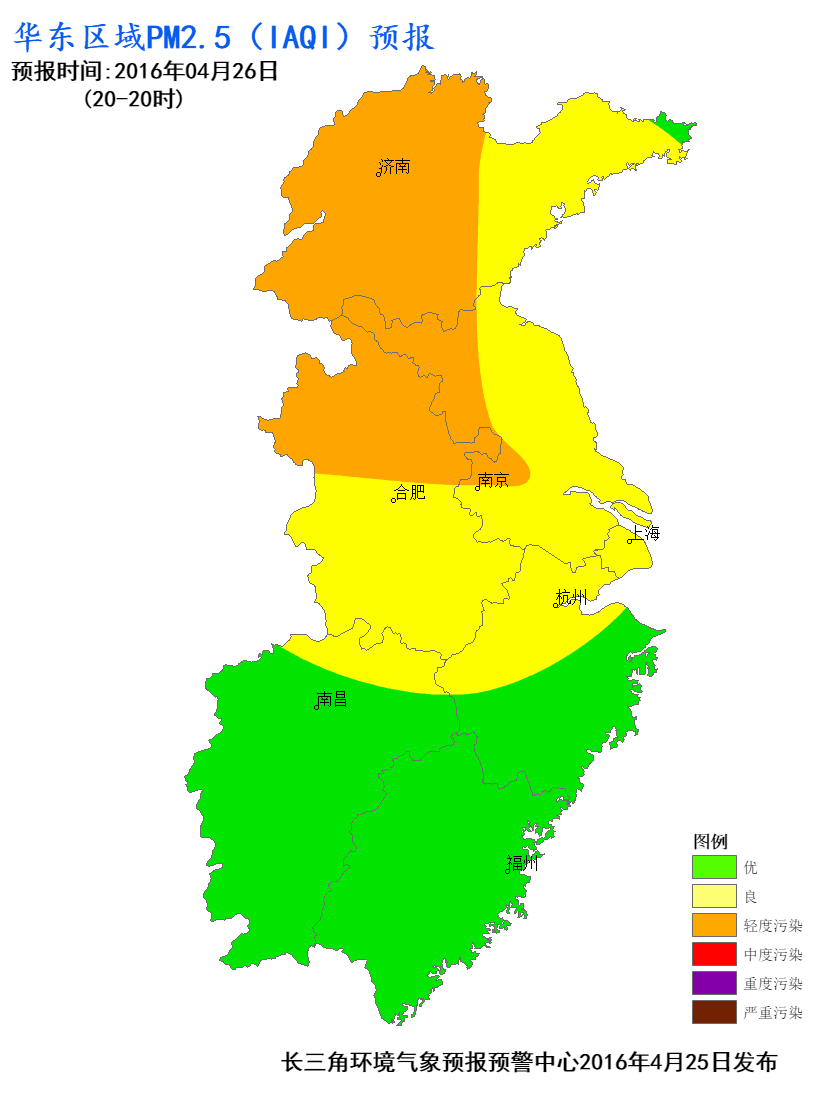 华东区域PM2.5（IAQI）预报
预报时间:2016年04月26日
(20-20时)
济南
南京
合肥
上海
杭州
南昌
福州
图例
优
良
轻度污染
中度污染
重度污染
严重污染
长三角环境气象预报预警中心2016年4月25日发布